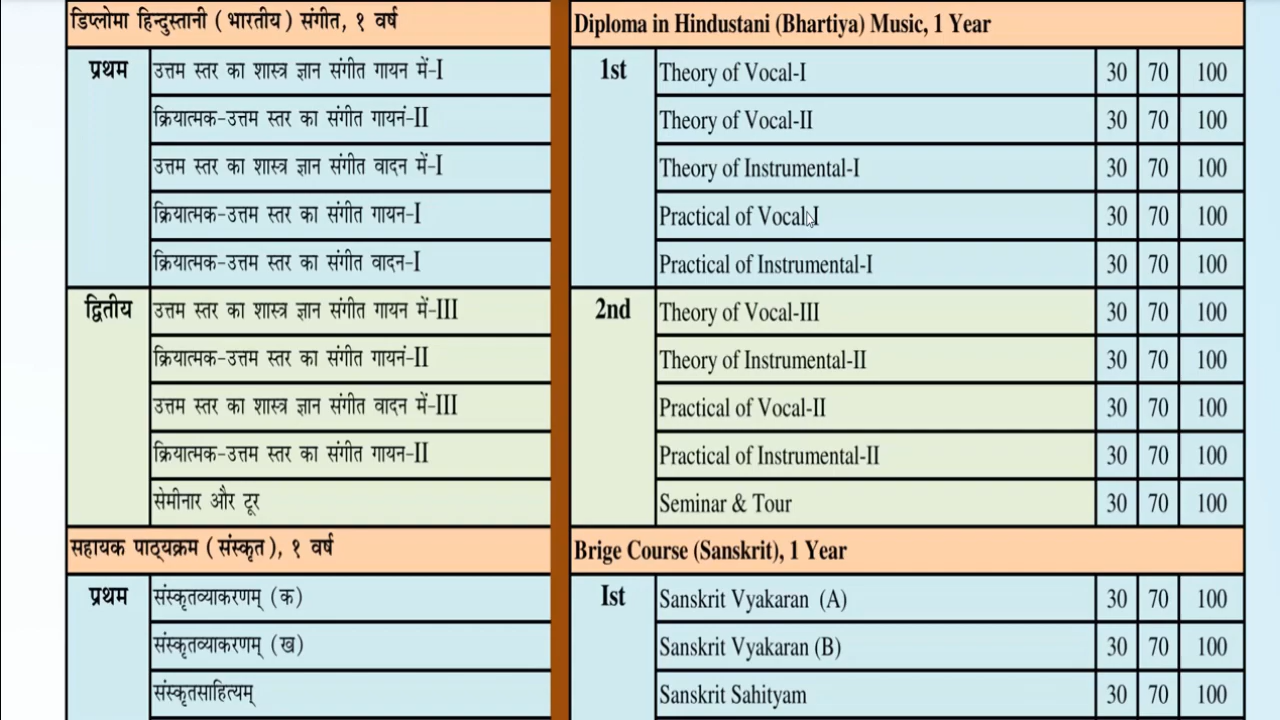 डिप्लोमा हिन्दुस्तानी (भारतीय) संगीत, १ वर्ष
प्रथम उत्तम स्तर का शास्त्र ज्ञान संगीत गायन में-I
क्रियात्मक-उत्तम स्तर का संगीत गायनं-II
उत्तम स्तर का शास्त्र ज्ञान संगीत वादन में-I
क्रियात्मक-उत्तम स्तर का संगीत गायन-I
क्रियात्मक-उत्तम स्तर का संगीत वादन-I
द्वितीय उत्तम स्तर का शास्त्र ज्ञान संगीत गायन में-III
क्रियात्मक-उत्तम स्तर का संगीत गायनं-II
उत्तम स्तर का शास्त्र ज्ञान संगीत वादन में-III
क्रियात्मक-उत्तम स्तर का संगीत गायन-II
सेमीनार और टूर
सहायक पाठ्यक्रम (संस्कृत), १ वर्ष
प्रथम संस्कृतव्याकरणम् (क)
संस्कृतव्याकरणम् (ख)
संस्कृतसाहित्यम्
Diploma in Hindustani (Bhartiya) Music, 1 Year
1st Theory of Vocal-I 30 70 100
Theory of Vocal-II 30 70 100
Theory of Instrumental-I 30 70 100
Practical of Vocal-I 30 70 100
Practical of Instrumental-I 30 70 100
2nd Theory of Vocal-III 30 70 100
Theory of Instrumental-II 30 70 100
Practical of Vocal-II 30 70 100
Practical of Instrumental-II 30 70 100
Seminar & Tour 30 70 100
Brige Course (Sanskrit), 1 Year
Ist Sanskrit Vyakaran (A) 30 70 100
Sanskrit Vyakaran (B) 30 70 100
Sanskrit Sahityam 30 70 100